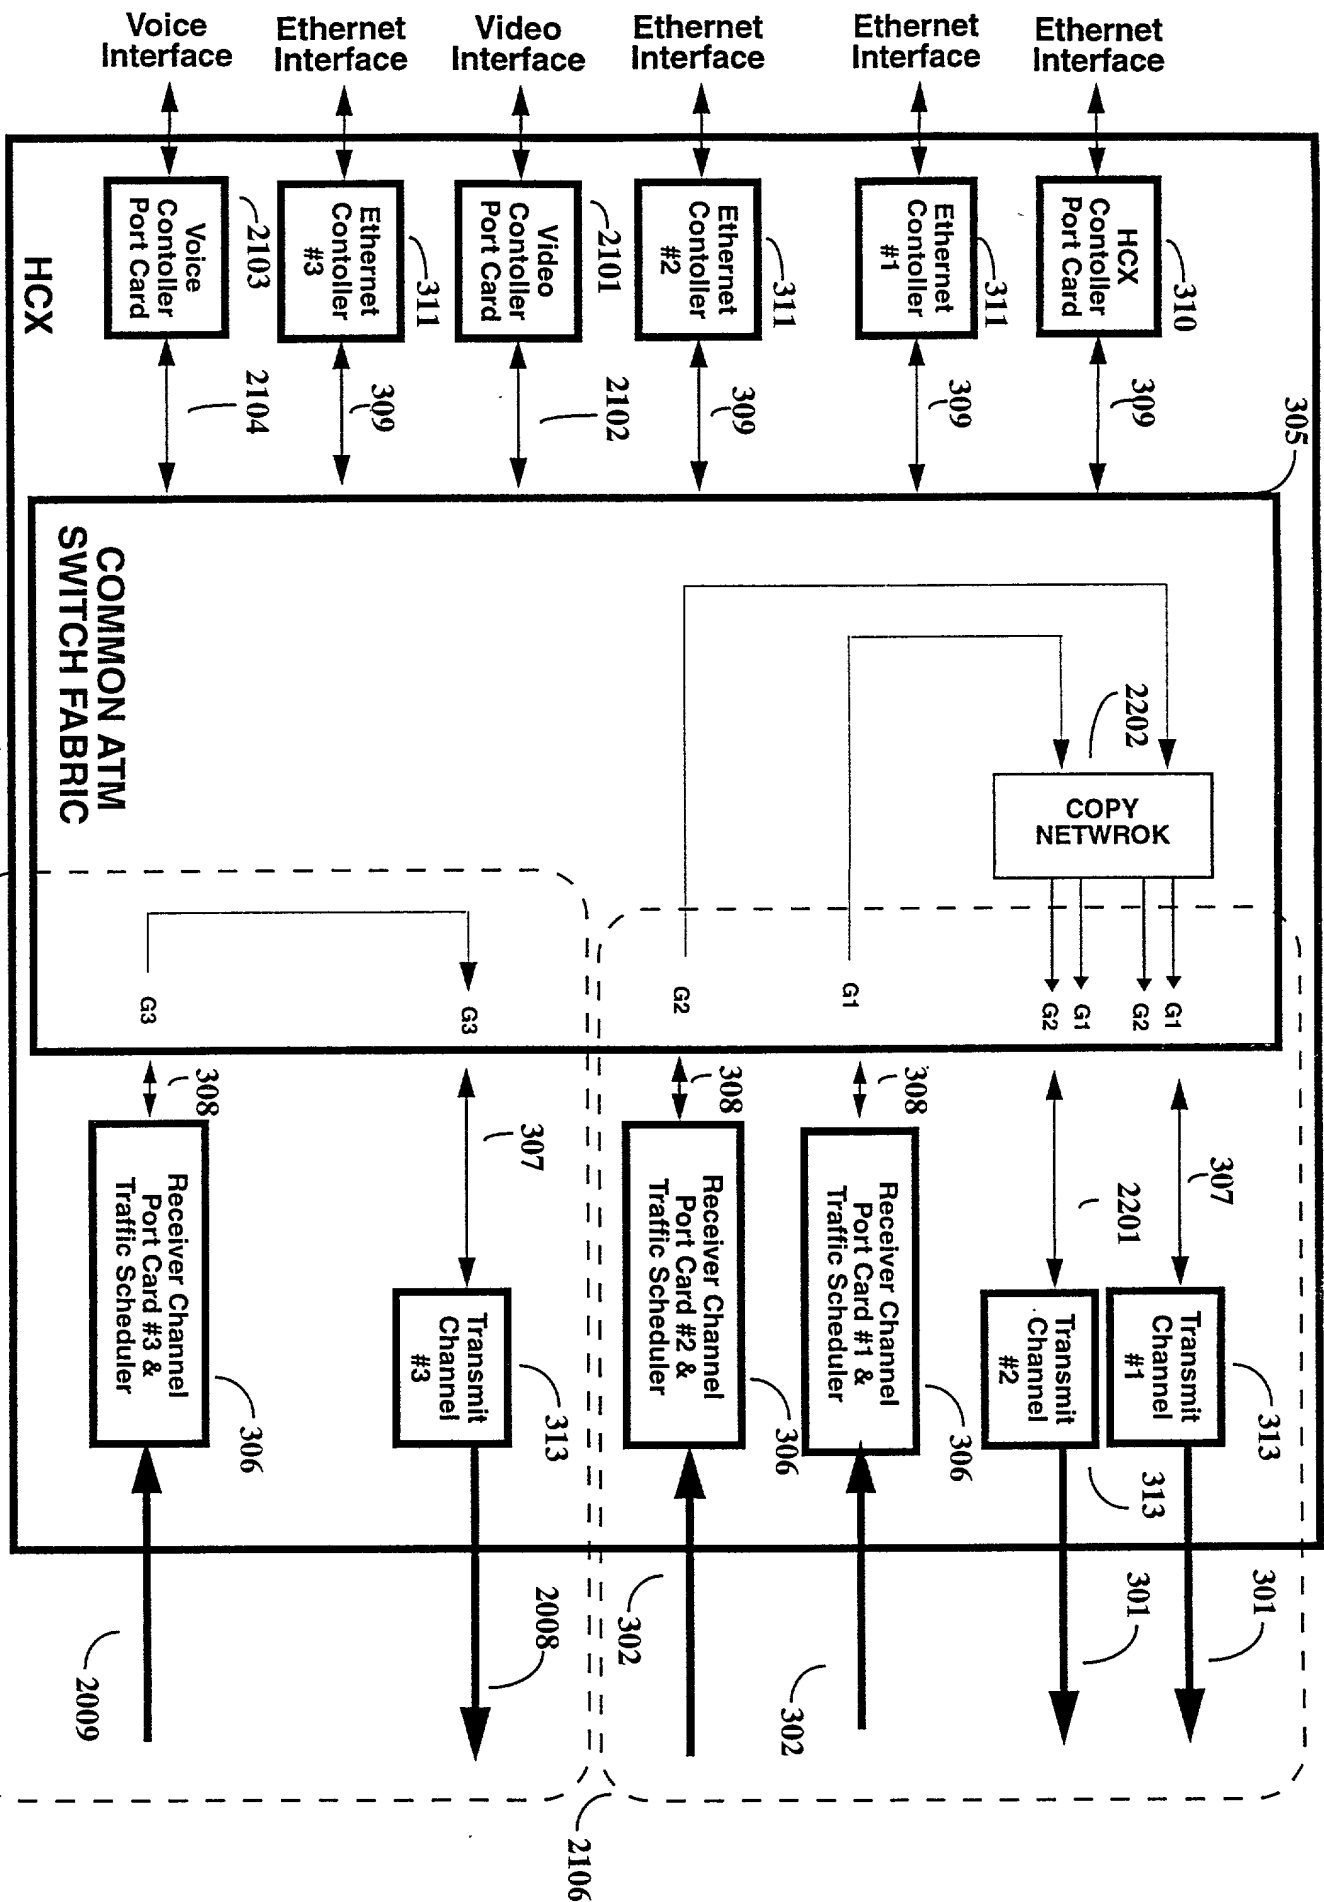 Voice
Interface
Ethernet
Interface
Video
Interface
Ethernet
Interface
Ethernet
Interface
Ethernet
Interface
HCX
Voice
Contoller
Port Card
2103
Ethernet
Contoller
#3
311
Video
Contoller
Port Card
2101
Ethernet
Contoller
#2
311
Ethernet
Contoller
#1
311
HCX
Contoller
Port Card
310
2104
309
2102
309
309
309
305
COMMON ATM
SWITCH FABRIC
2202
COPY
NETWROK
G3
G3
G2
G1
G2
G1
G2
G1
308
307
308
308
2201
307
Receiver Channel
Port Card #3 &
Traffic Scheduler
306
Transmit
Channel
#3
313
Receiver Channel
Port Card #2 &
Traffic Scheduler
306
Receiver Channel
Port Card #1 &
Traffic Scheduler
306
Transmit
Channel
#2
313
Transmit
Channel
#1
313
2009
2008
302
302
301
301
2106